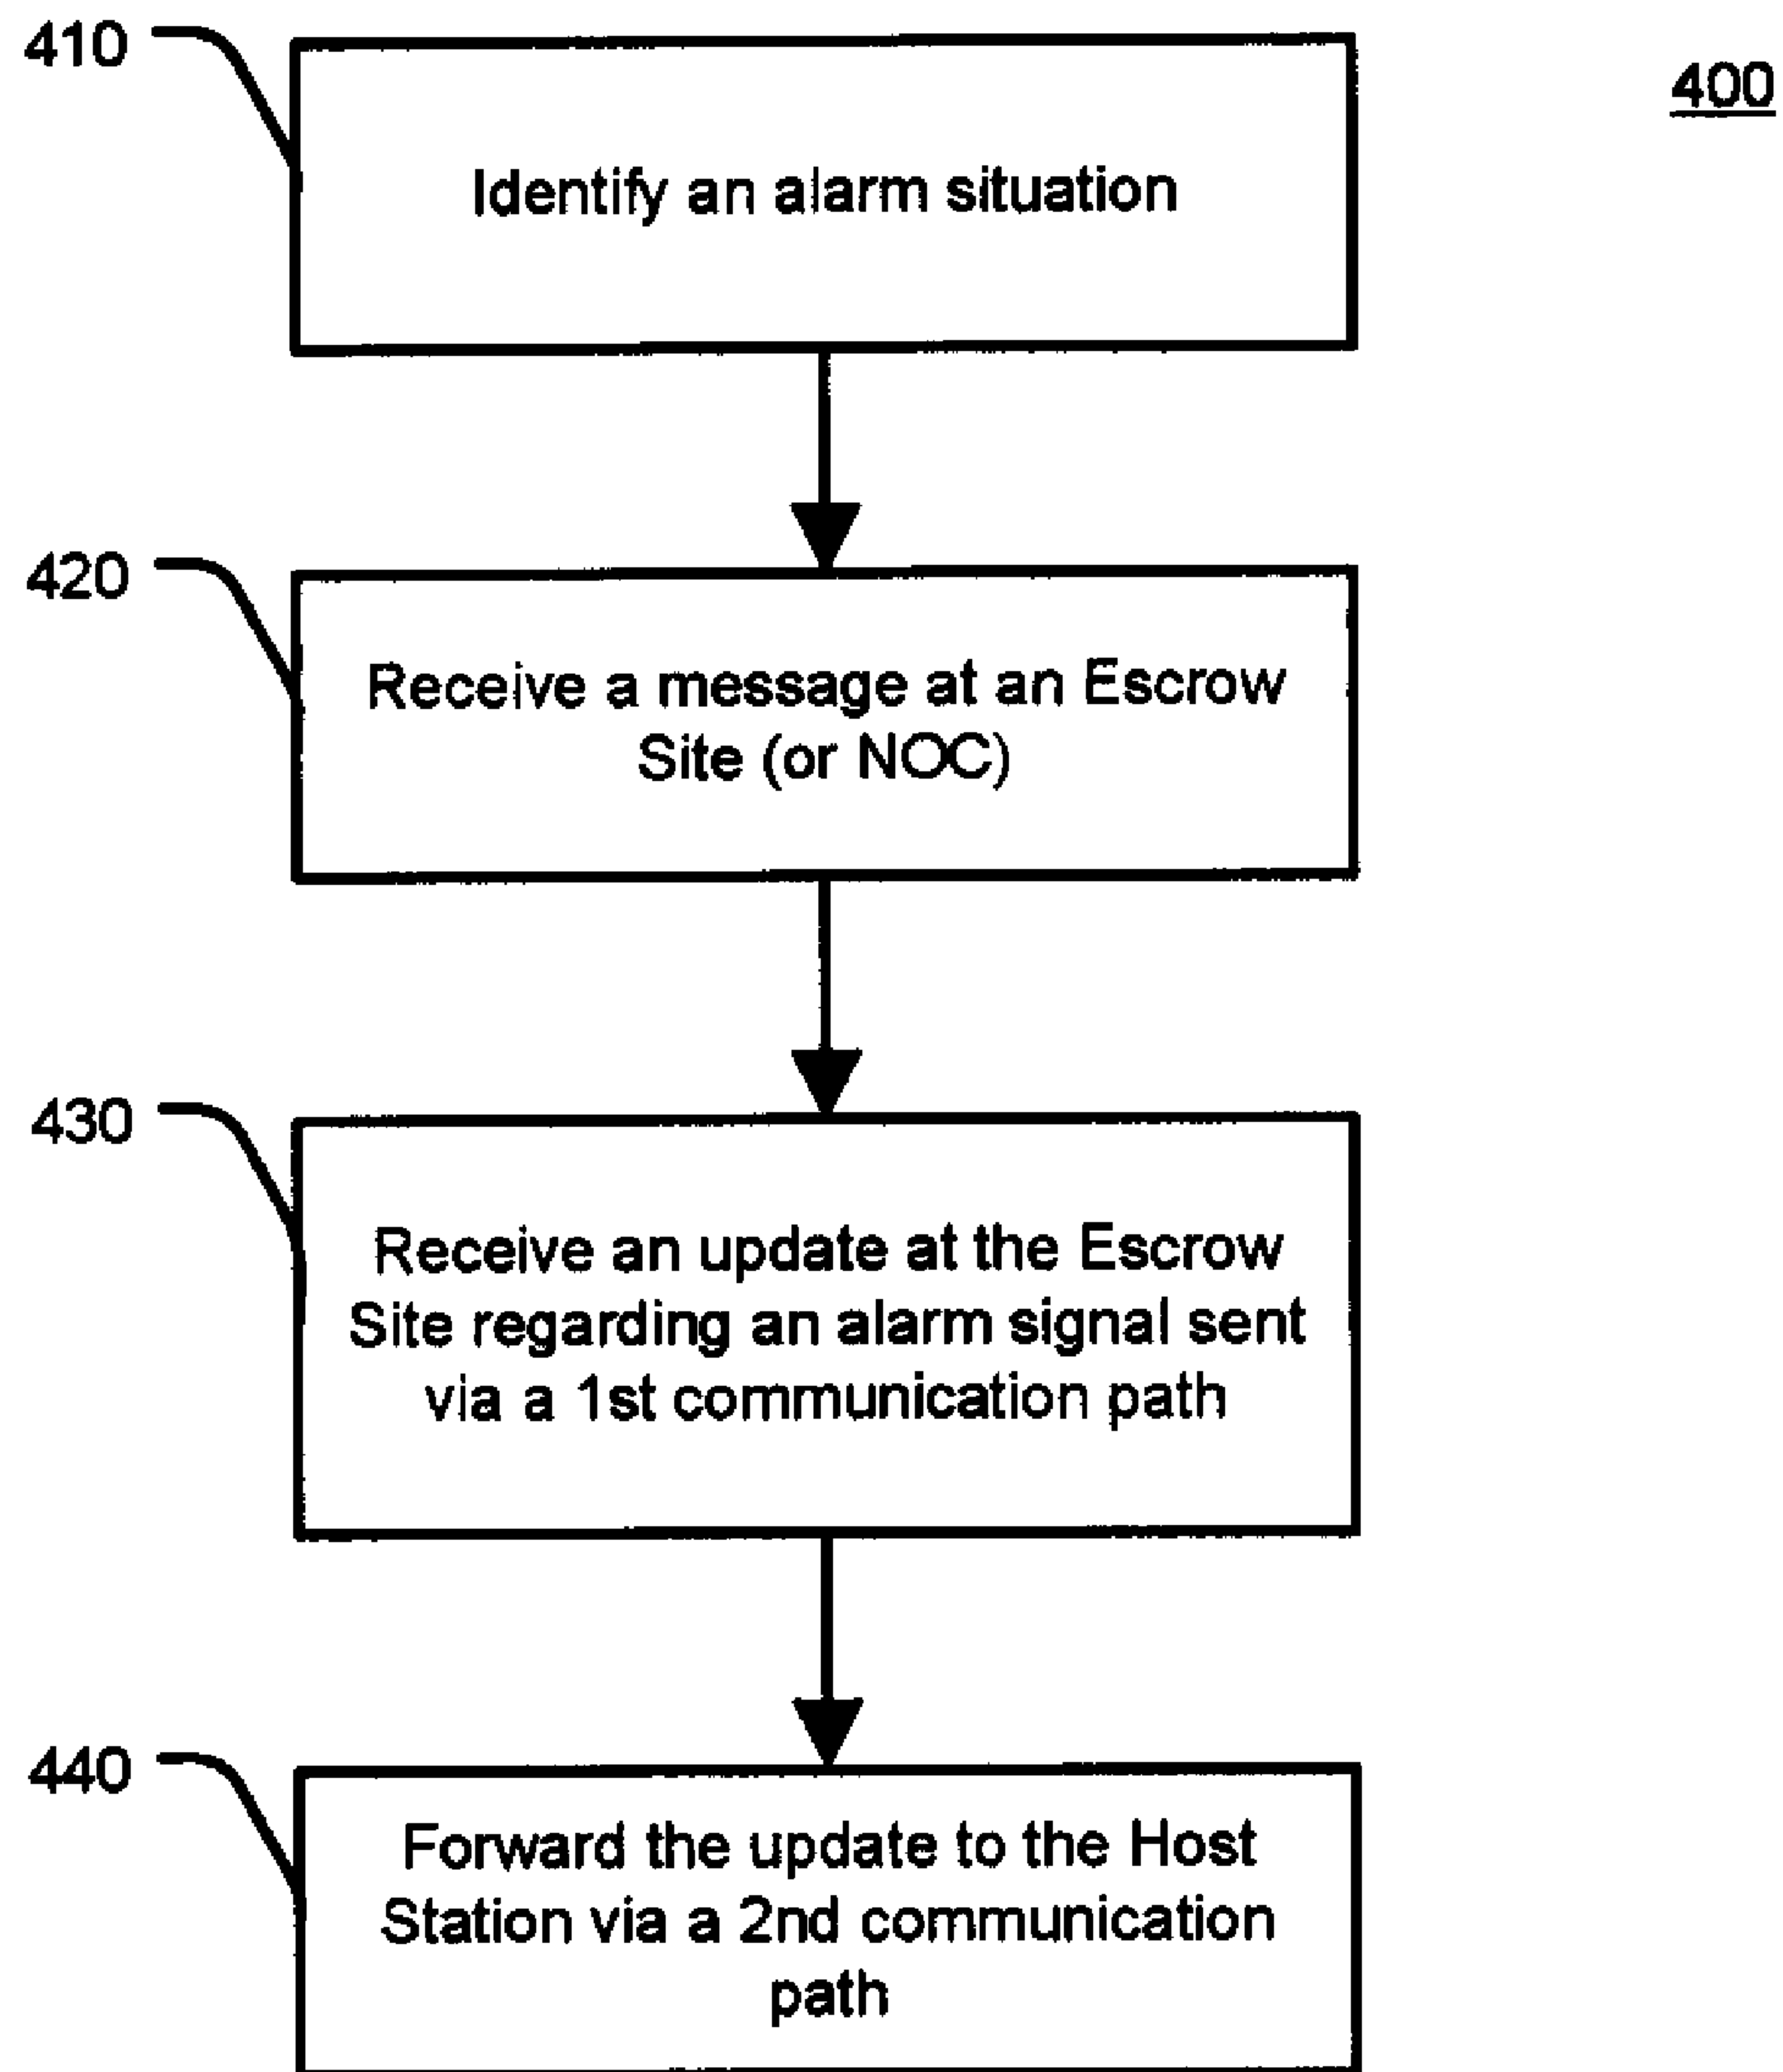 410
400
Identify an alarm situation
420
Receive a message at an Escrow
Site (or NOC)
430
Receive an update at the Escrow
Site regarding an alarm signal sent
via a 1st communication path
440
Forward the update to the Host
Station via a 2nd communication
path